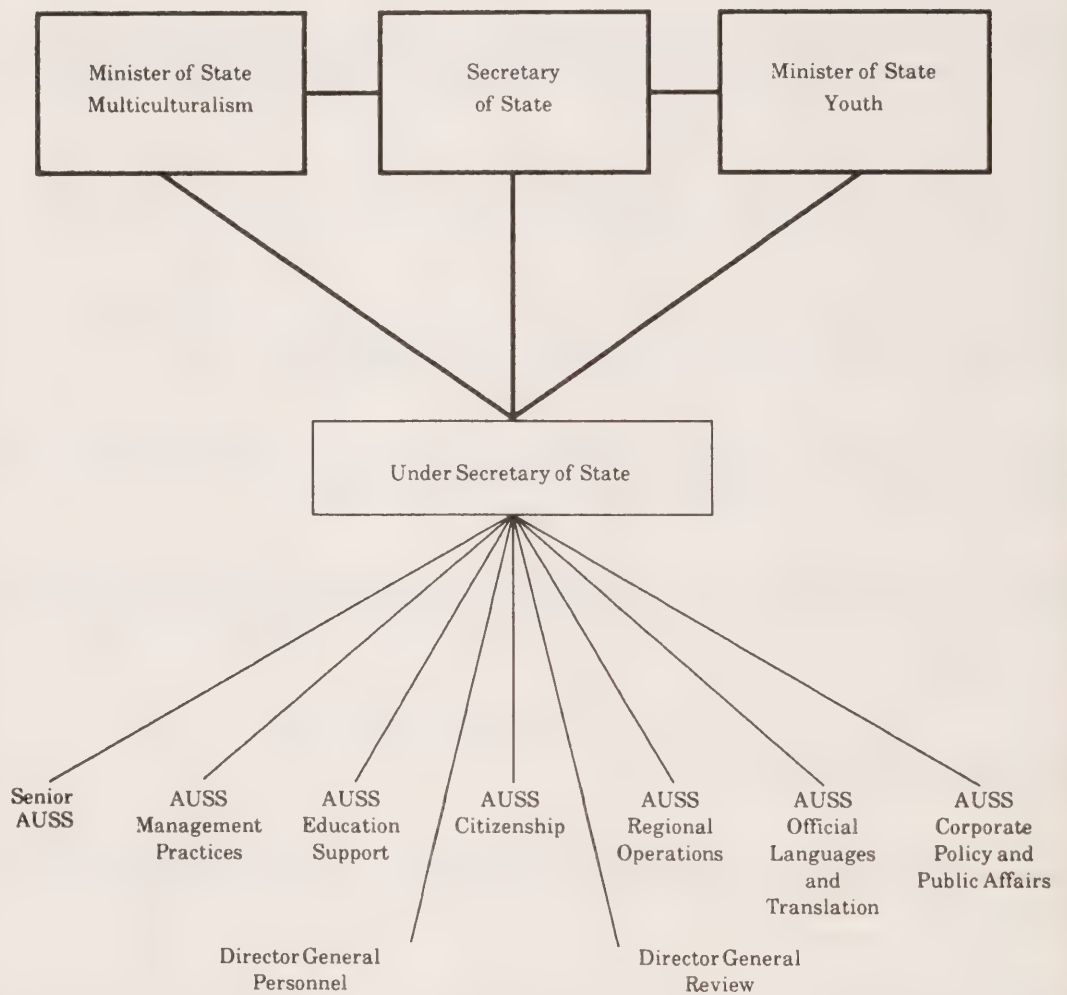 Minister of State
Multiculturalism
Secretary
of State
Minister of State
Youth
Under Secretary of State
Senior
AUSS
AUSS
Management
Practices
AUSS
Education
Support
AUSS
Citizenship
AUSS
Regional
Operations
AUSS
Official
Languages
and
Translation
AUSS
Corporate
Policy and
Public Affairs
Director General
Personnel
Director General
Review